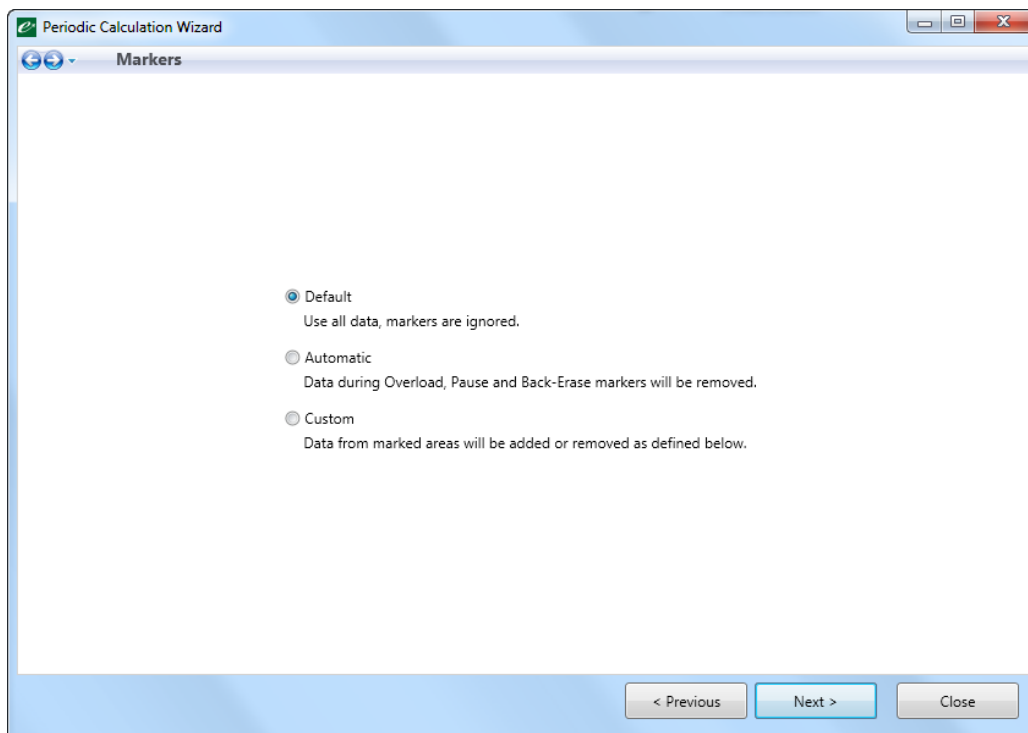 Periodic Calculation Wizard
Markers
Default
Use all data, markers are ignored.
Automatic
Data during Overload, Pause and Back-Erase markers will be removed.
Custom
Data from marked areas will be added or removed as defined below.
< Previous Next > Close